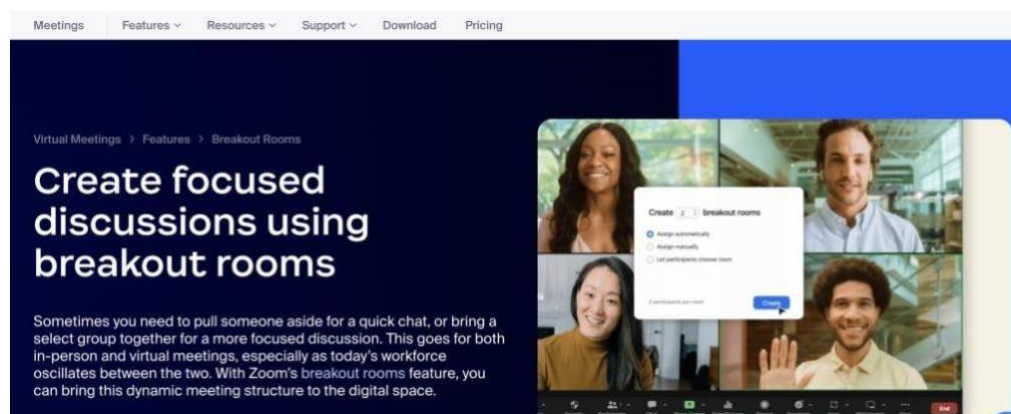 Meetings Features Resources Support Download Pricing
Virtual Meetings > Features > Breakout Rooms
Create focused
discussions using
breakout rooms
Sometimes you need to pull someone aside for a quick chat, or bring a
select group together for a more focused discussion. This goes for both
in-person and virtual meetings, especially as today's workforce
oscillates between the two. With Zoom's breakout rooms feature, you
can bring this dynamic meeting structure to the digital space.
Create 2 breakout rooms
Assign automatically
Assign manually
Let participants choose room
Create
End